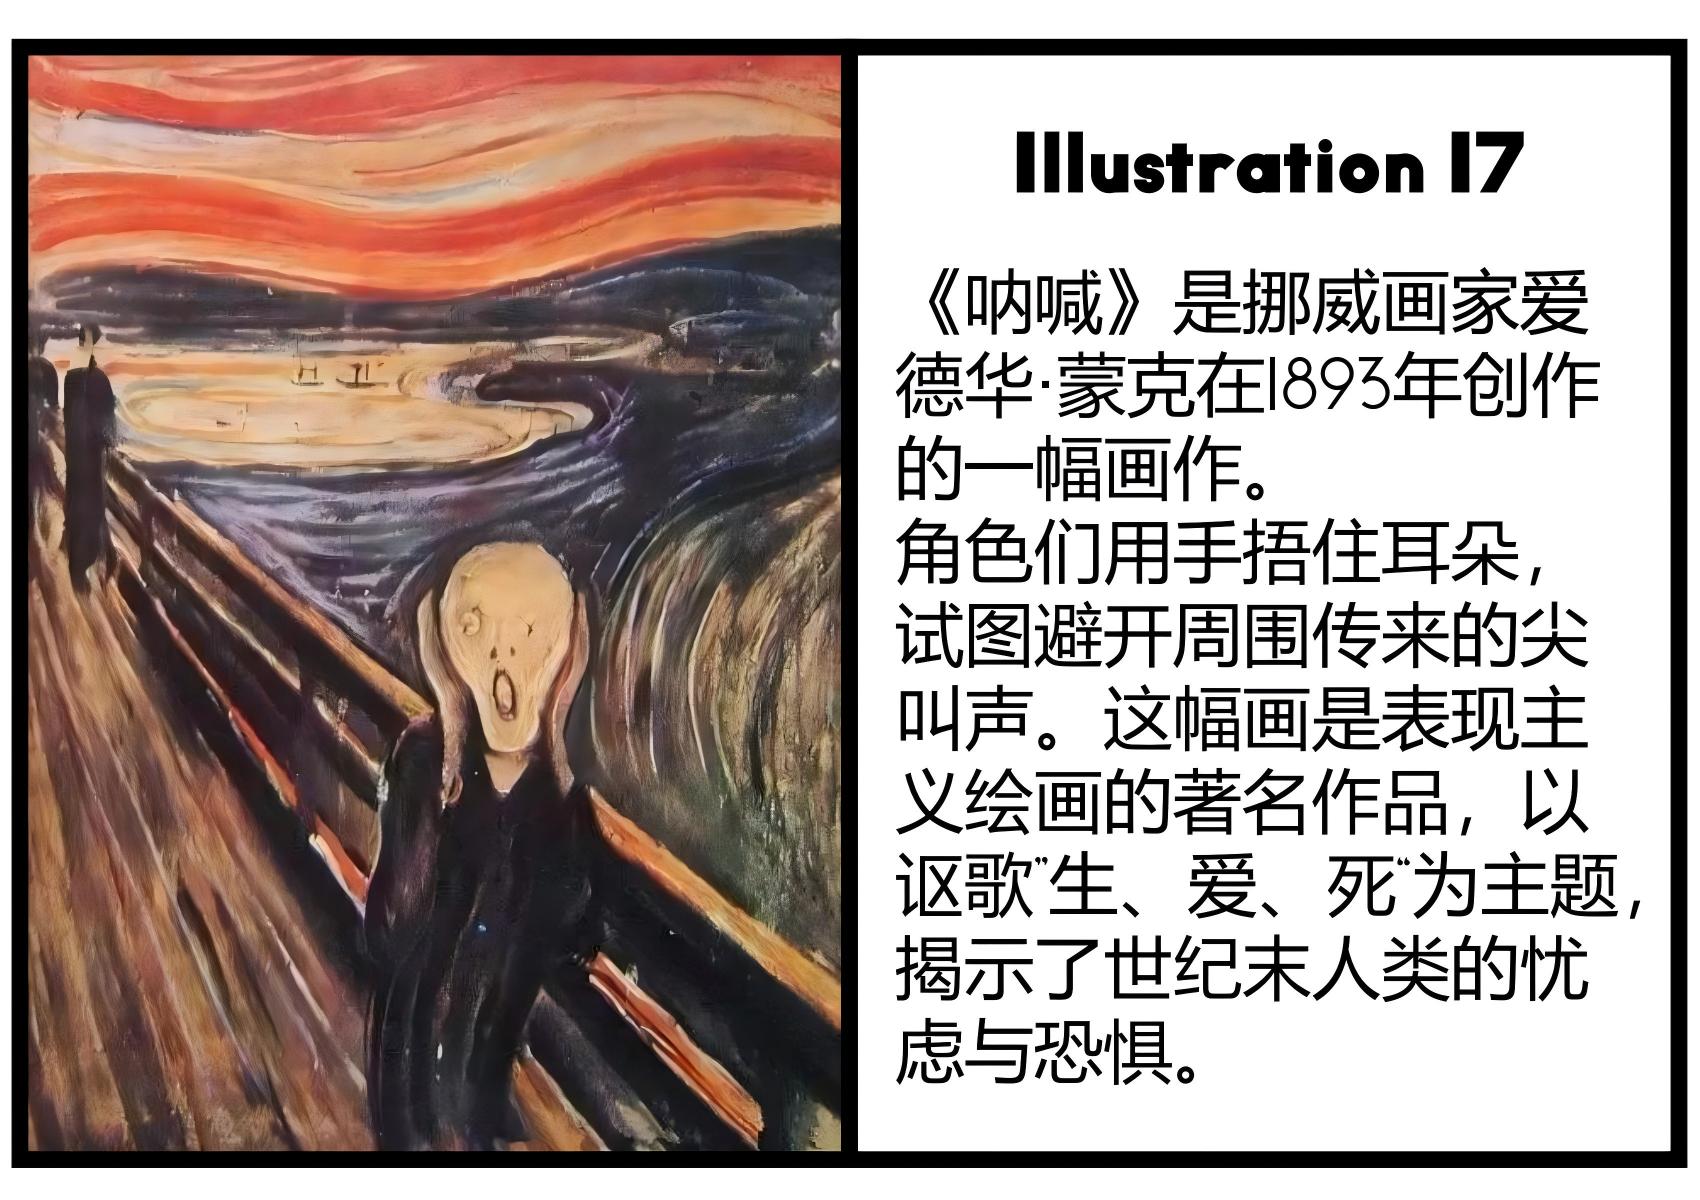 Illustration 17
《呐喊》是挪威画家爱
德华·蒙克在1893年创作
的一幅画作。
角色们用手捂住耳朵，
试图避开周围传来的尖
叫声。这幅画是表现主
义绘画的著名作品，以
讴歌”生、爱、死“为主题，
揭示了世纪末人类的忧
虑与恐惧。